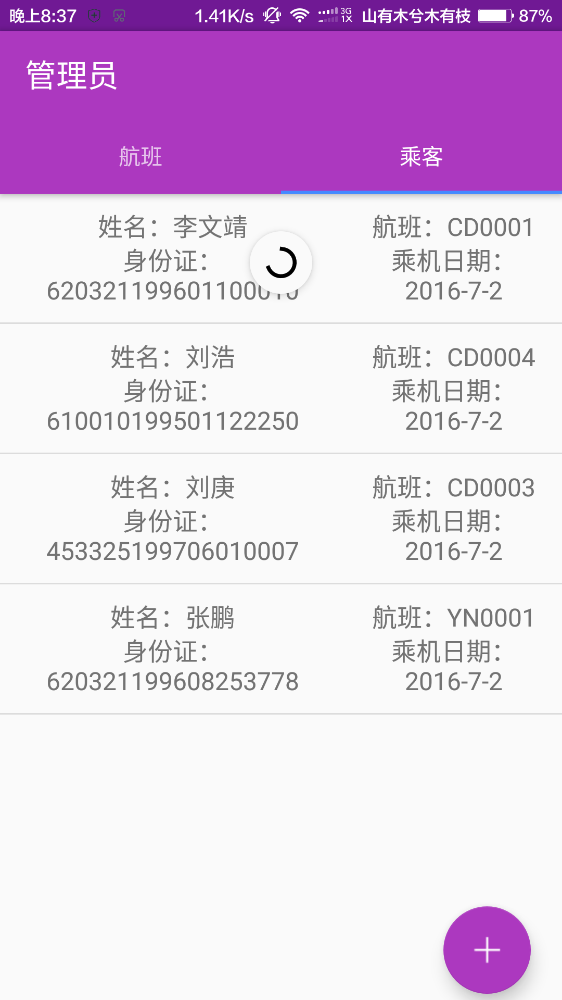 晚上8:37 1.41K/s 3G 1X 山有木兮木有枝 87%
管理员
航班 乘客
姓名：李文靖 航班：CD0001
身份证： 乘机日期：
620321199601100010 2016-7-2
姓名：刘浩 航班：CD0004
身份证： 乘机日期：
610010199501122250 2016-7-2
姓名：刘庚 航班：CD0003
身份证： 乘机日期：
453325199706010007 2016-7-2
姓名：张鹏 航班：YN0001
身份证： 乘机日期：
620321199608253778 2016-7-2